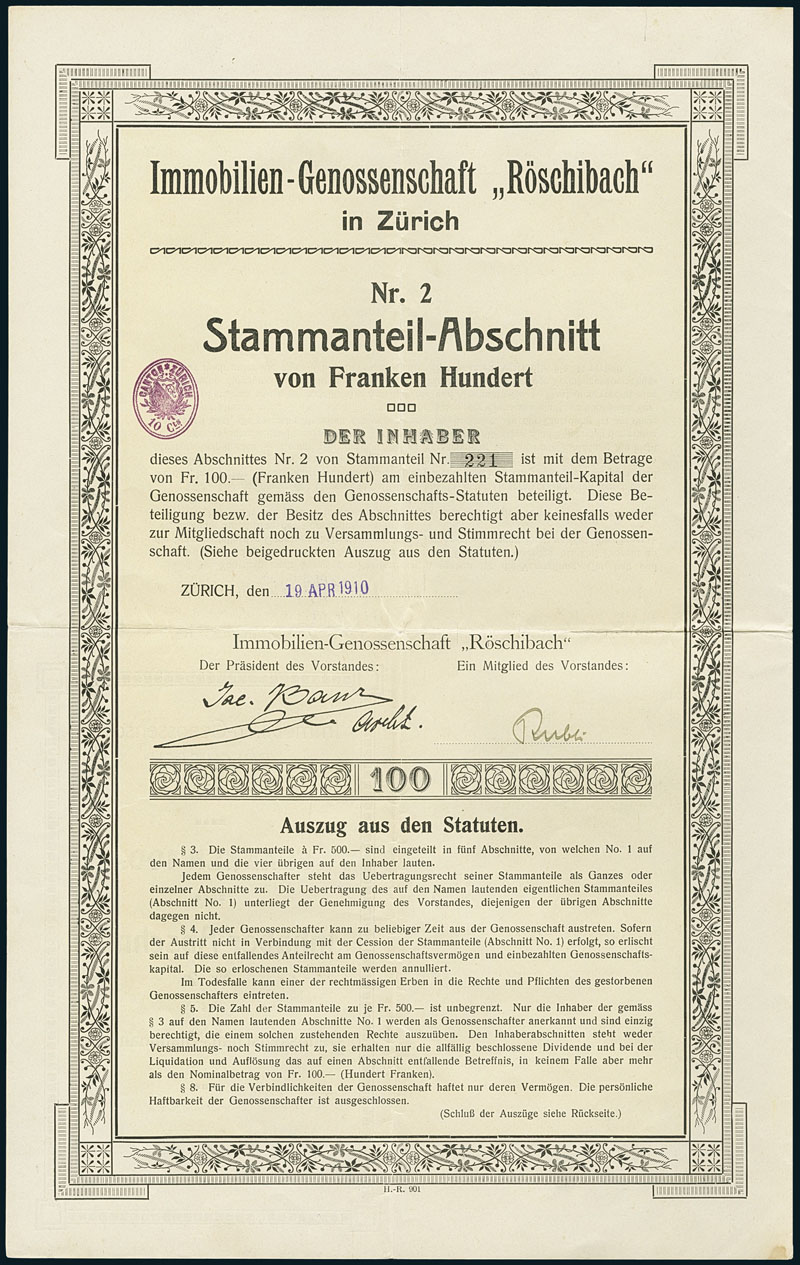 Immobilien-Genossenschaft „Röschibach“
in Zürich
Nr. 2
Stammanteil-Abschnitt
von Franken Hundert
CANTON ZÜRICH
10 Cts
DER INHABER
dieses Abschnittes Nr. 2 von Stammanteil Nr. 221 ist mit dem Betrage
von Fr. 100.— (Franken Hundert) am einbezahlten Stammanteil-Kapital der
Genossenschaft gemäss den Genossenschafts-Statuten beteiligt. Diese Be-
teiligung bezw. der Besitz des Abschnittes berechtigt aber keinesfalls weder
zur Mitgliedschaft noch zu Versammlungs- und Stimmrecht bei der Genossen-
schaft. (Siehe beigedruckten Auszug aus den Statuten.)
ZÜRICH, den 19 APR 1910
Immobilien-Genossenschaft „Röschibach“
Der Präsident des Vorstandes: Ein Mitglied des Vorstandes:
Jac.
100
Auszug aus den Statuten.
§ 3. Die Stammanteile à Fr. 500.— sind eingeteilt in fünf Abschnitte, von welchen No. 1 auf
den Namen und die vier übrigen auf den Inhaber lauten.
Jedem Genossenschafter steht das Uebertragungsrecht seiner Stammanteile als Ganzes oder
einzelner Abschnitte zu. Die Uebertragung des auf den Namen lautenden eigentlichen Stammanteiles
(Abschnitt No. 1) unterliegt der Genehmigung des Vorstandes, diejenigen der übrigen Abschnitte
dagegen nicht.
§ 4. Jeder Genossenschafter kann zu beliebiger Zeit aus der Genossenschaft austreten. Sofern
der Austritt nicht in Verbindung mit der Cession der Stammanteile (Abschnitt No. 1) erfolgt, so erlischt
sein auf diese entfallendes Anteilrecht am Genossenschaftsvermögen und einbezahlten Genossenschafts-
kapital. Die so erloschenen Stammanteile werden annulliert.
Im Todesfalle kann einer der rechtmässigen Erben in die Rechte und Pflichten des gestorbenen
Genossenschafters eintreten.
§ 5. Die Zahl der Stammanteile zu je Fr. 500.— ist unbegrenzt. Nur die Inhaber der gemäss
§ 3 auf den Namen lautenden Abschnitte No. 1 werden als Genossenschafter anerkannt und sind einzig
berechtigt, die einem solchen zustehenden Rechte auszuüben. Den Inhaberabschnitten steht weder
Versammlungs- noch Stimmrecht zu, sie erhalten nur die allfällig beschlossene Dividende und bei der
Liquidation und Auflösung das auf einen Abschnitt entfallende Betreffnis, in keinem Falle aber mehr
als den Nominalbetrag von Fr. 100.— (Hundert Franken).
§ 8. Für die Verbindlichkeiten der Genossenschaft haftet nur deren Vermögen. Die persönliche
Haftbarkeit der Genossenschafter ist ausgeschlossen.
(Schluß der Auszüge siehe Rückseite.)
H.-R. 901